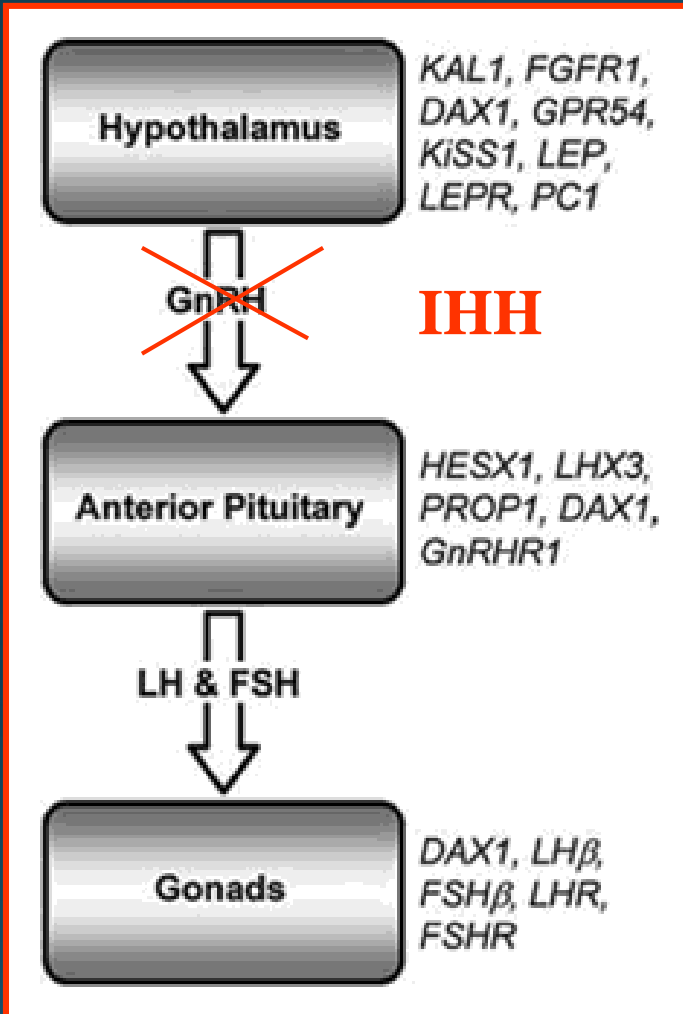 Hypothalamus
KAL1, FGFR1,
DAX1, GPR54,
KiSS1, LEP,
LEPR, PC1
GnRH
IHH
Anterior Pituitary
HESX1, LHX3,
PROP1, DAX1,
GnRHR1
LH & FSH
Gonads
DAX1, LHβ,
FSHβ, LHR,
FSHR